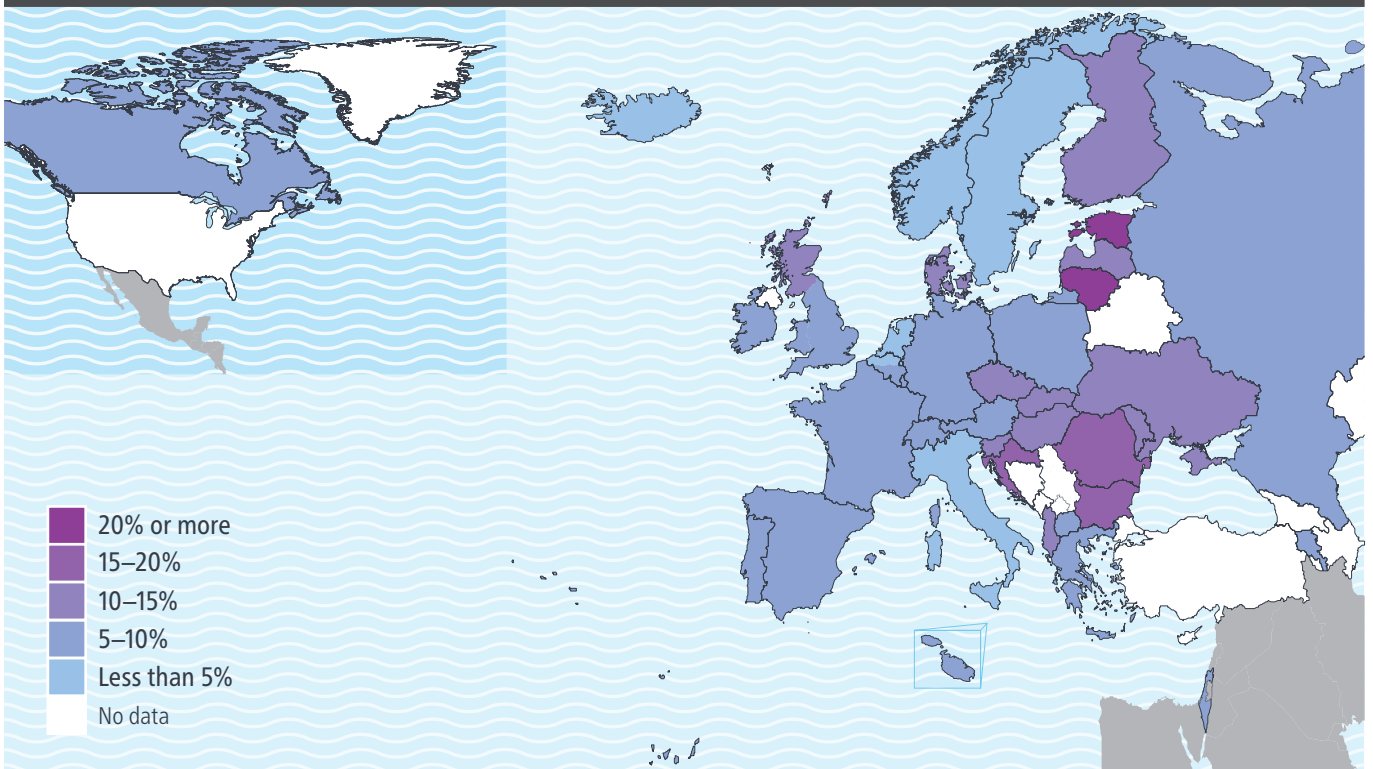 20% or more
15–20%
10–15%
5–10%
Less than 5%
No data